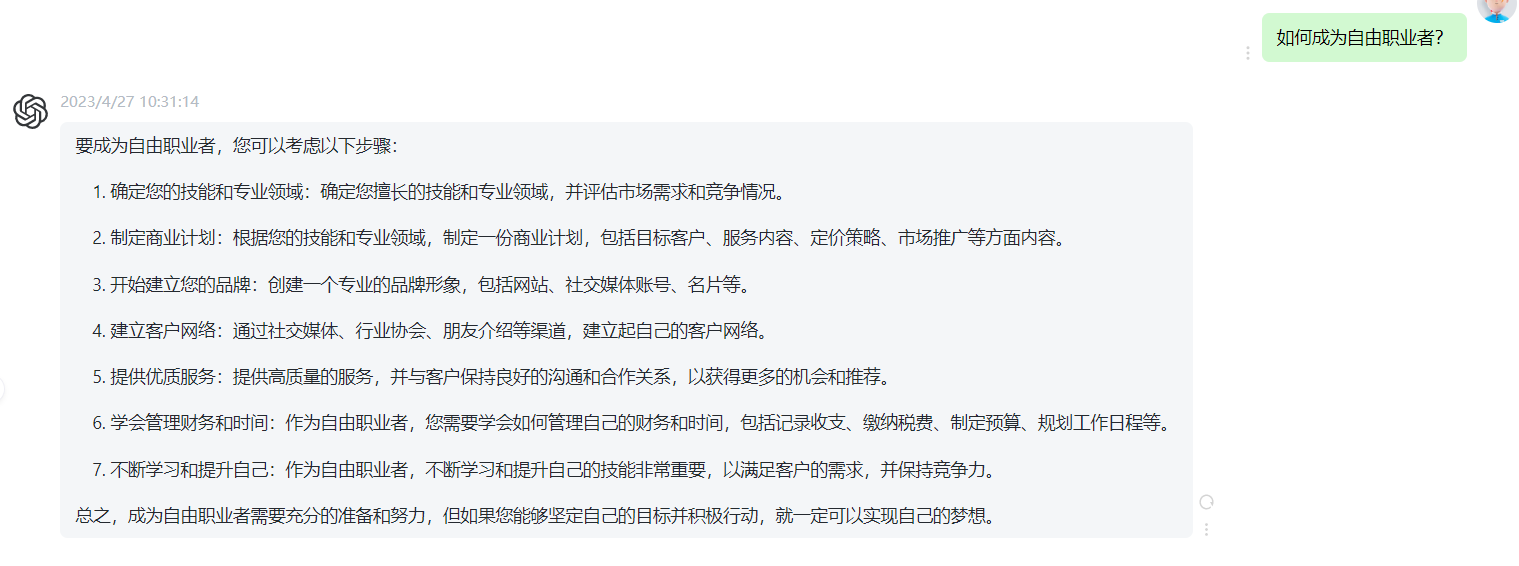 如何成为自由职业者？
2023/4/27 10:31:14
要成为自由职业者，您可以考虑以下步骤：
1. 确定您的技能和专业领域：确定您擅长的技能和专业领域，并评估市场需求和竞争情况。
2. 制定商业计划：根据您的技能和专业领域，制定一份商业计划，包括目标客户、服务内容、定价策略、市场推广等方面内容。
3. 开始建立您的品牌：创建一个专业的品牌形象，包括网站、社交媒体账号、名片等。
4. 建立客户网络：通过社交媒体、行业协会、朋友介绍等渠道，建立起自己的客户网络。
5. 提供优质服务：提供高质量的服务，并与客户保持良好的沟通和合作关系，以获得更多的机会和推荐。
6. 学会管理财务和时间：作为自由职业者，您需要学会如何管理自己的财务和时间，包括记录收支、缴纳税费、制定预算、规划工作日程等。
7. 不断学习和提升自己：作为自由职业者，不断学习和提升自己的技能非常重要，以满足客户的需求，并保持竞争力。
总之，成为自由职业者需要充分的准备和努力，但如果您能够坚定自己的目标并积极行动，就一定可以实现自己的梦想。